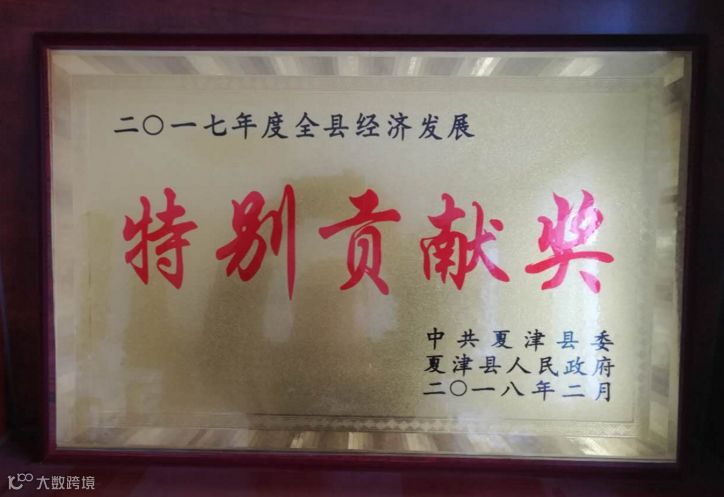 二〇一七年度全县经济发展
特别贡献奖
中共夏津县委
夏津县人民政府
二〇一八年二月
大数跨境